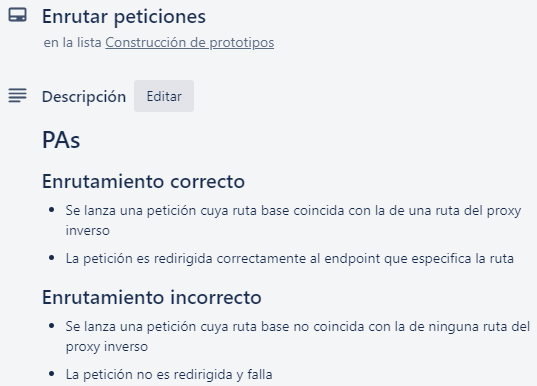 Enrutar peticiones
en la lista Construcción de prototipos
Descripción Editar
PAs
Enrutamiento correcto
• Se lanza una petición cuya ruta base coincida con la de una ruta del proxy
inverso
• La petición es redirigida correctamente al endpoint que especifica la ruta
Enrutamiento incorrecto
• Se lanza una petición cuya ruta base no coincida con la de ninguna ruta del
proxy inverso
• La petición no es redirigida y falla